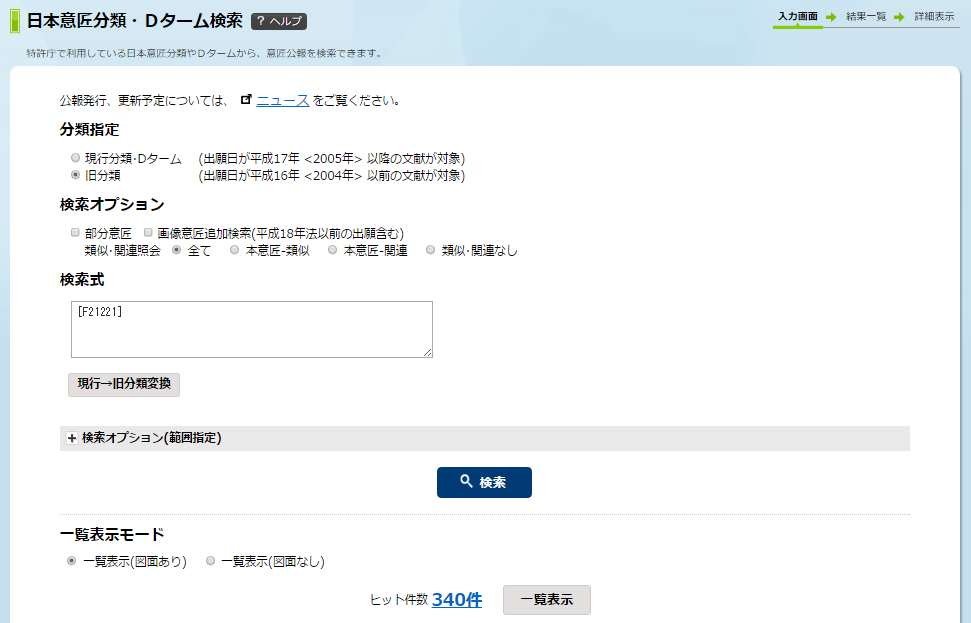 日本意匠分類・Dターム検索 ? ヘルプ
入力画面 結果一覧 詳細表示
特許庁で利用している日本意匠分類やDタームから、意匠公報を検索できます。
公報発行、更新予定については、 ニュースをご覧ください。
分類指定
現行分類・Dターム (出願日が平成17年 <2005年> 以降の文献が対象)
旧分類 (出願日が平成16年 <2004年> 以前の文献が対象)
検索オプション
部分意匠 画像意匠追加検索(平成18年法以前の出願含む)
類似・関連照会 全て 本意匠-類似 本意匠-関連 類似・関連なし
検索式
[F21221]
現行→旧分類変換
+ 検索オプション(範囲指定)
検索
一覧表示モード
一覧表示(図面あり) 一覧表示(図面なし)
ヒット件数 340件 一覧表示